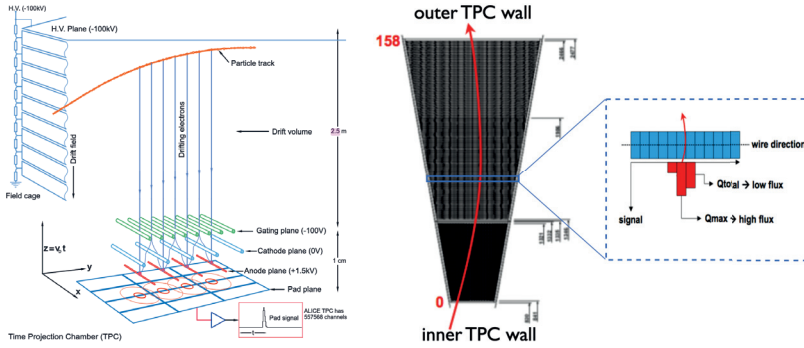 H.V. (-100kV)
H.V. Plane (-100kV)
Particle track
Drifting electrons
2.5 m
Drift volume
Drift field
Field cage
Gating plane (-100V)
z=vₒt
Cathode plane (0V)
1 cm
y
Anode plane (+1.5kV)
x
Pad plane
Pad signal
t
ALICE TPC has
557568 channels
Time Projection Chamber (TPC)
outer TPC wall
158
0
inner TPC wall
wire direction
Qtotal → low flux
signal
Qmax → high flux